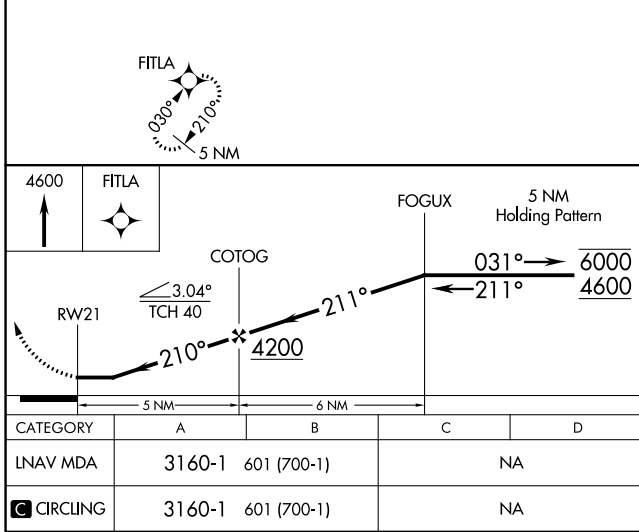 FITLA
030°
210°
5 NM
4600
FITLA
FOGUX
5 NM
Holding Pattern
COTOG
031°
6000
211°
4600
3.04°
TCH 40
211°
RW21
210°
4200
5 NM
6 NM
CATEGORY A B C D
LNAV MDA 3160-1 601 (700-1) NA
C CIRCLING 3160-1 601 (700-1) NA